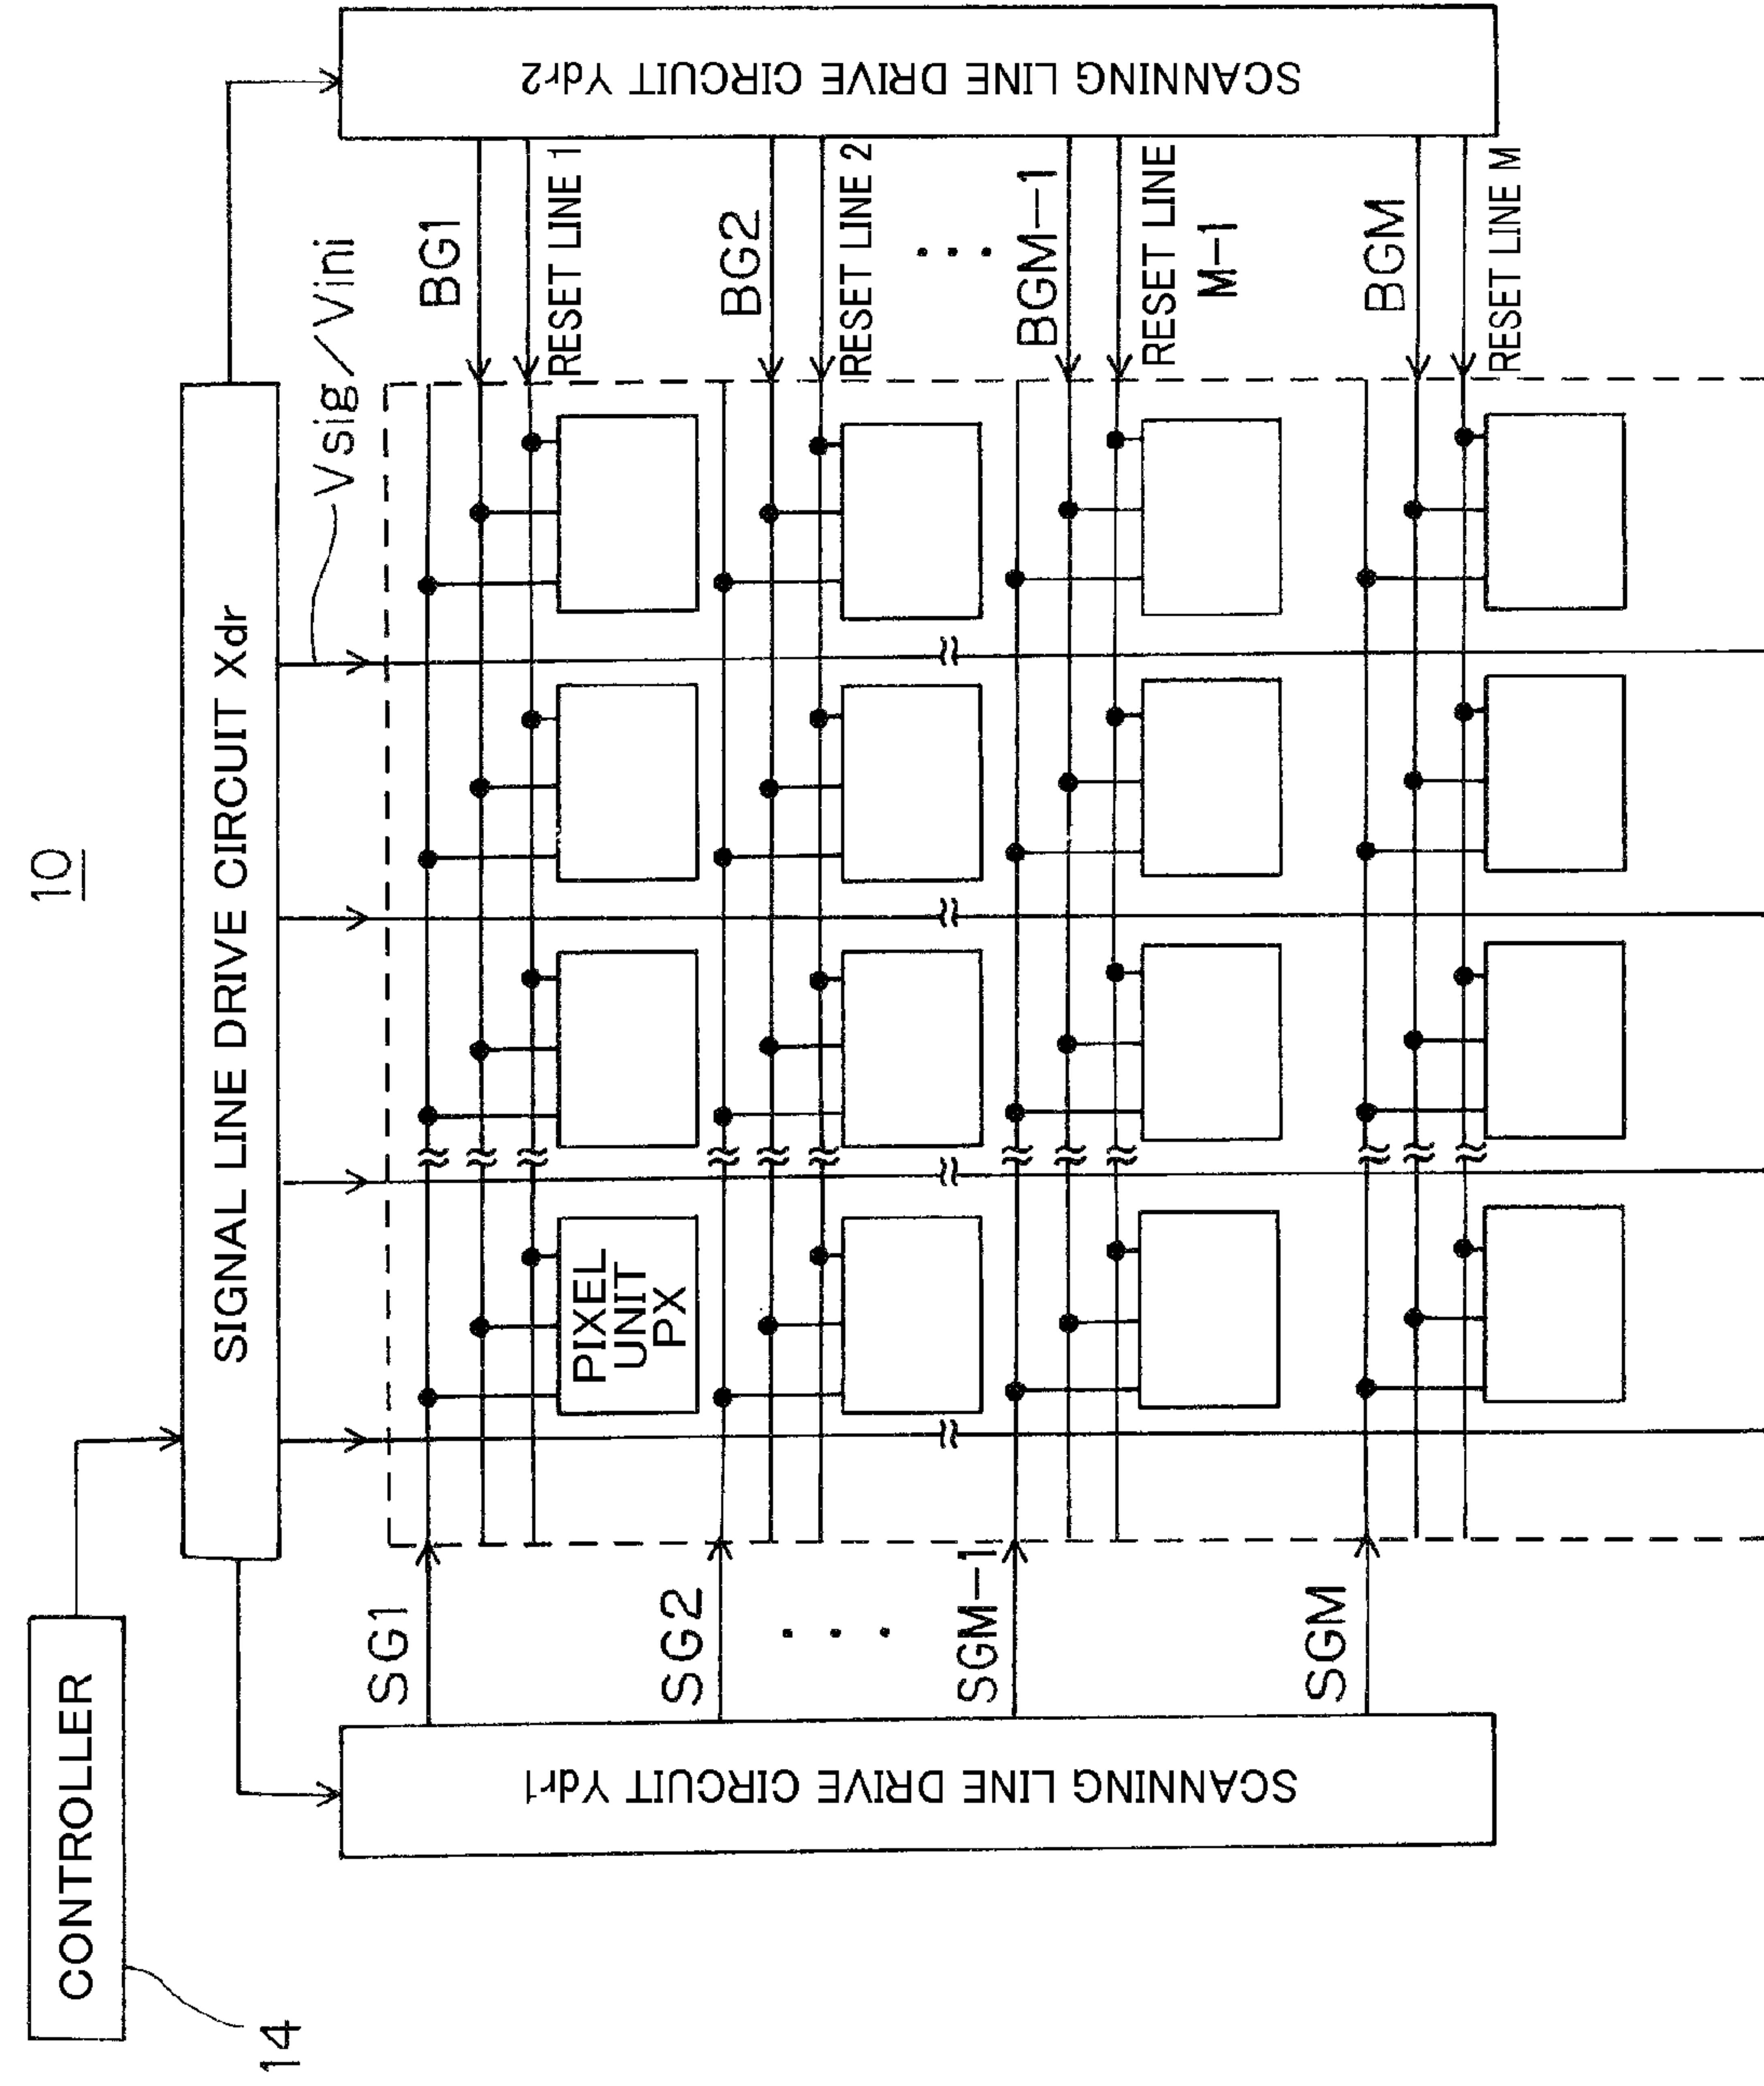 10
CONTROLLER
14
SIGNAL LINE DRIVE CIRCUIT Xdr
Vsig/Vini
SCANNING LINE DRIVE CIRCUIT Ydr1
SCANNING LINE DRIVE CIRCUIT Ydr2
SG1
BG1
RESET LINE 1
PIXEL
UNIT
PX
SG2
BG2
RESET LINE 2
. . .
. . .
SGM-1
BGM-1
RESET LINE
M-1
SGM
BGM
RESET LINE M